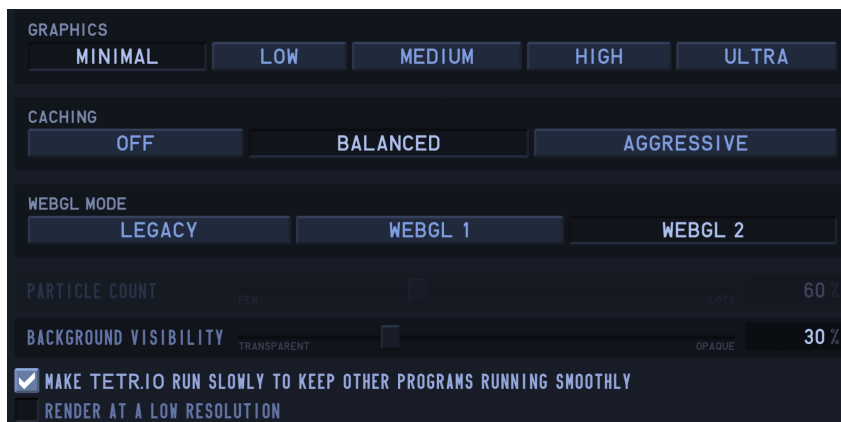 GRAPHICS
MINIMAL LOW MEDIUM HIGH ULTRA
CACHING
OFF BALANCED AGGRESSIVE
WEBGL MODE
LEGACY WEBGL 1 WEBGL 2
PARTICLE COUNT FEW LOTS 60 %
BACKGROUND VISIBILITY TRANSPARENT OPAQUE 30 %
MAKE TETR.IO RUN SLOWLY TO KEEP OTHER PROGRAMS RUNNING SMOOTHLY
RENDER AT A LOW RESOLUTION